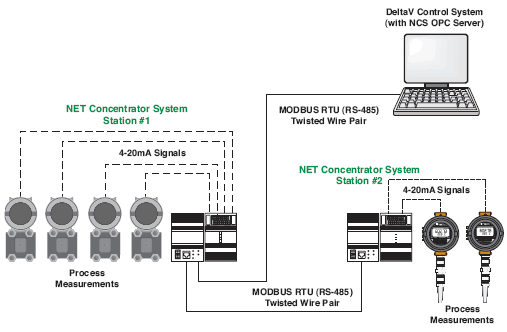 DeltaV Control System
(with NCS OPC Server)
NET Concentrator System
Station #1
MODBUS RTU (RS-485)
Twisted Wire Pair
4-20mA Signals
NET Concentrator System
Station #2
4-20mA Signals
Process
Measurements
MODBUS RTU (RS-485)
Twisted Wire Pair
Process
Measurements